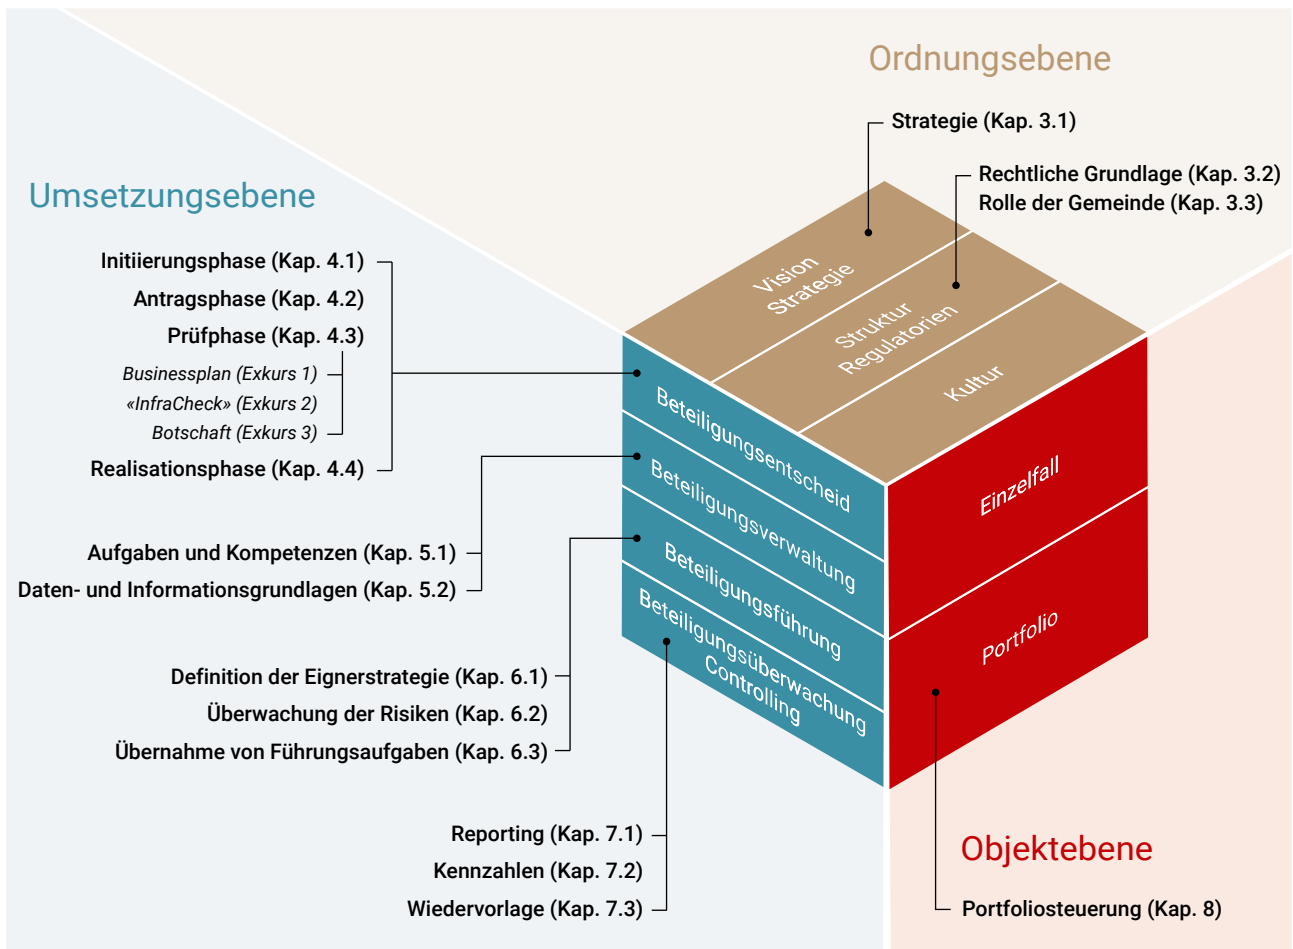 Ordnungsebene
Strategie (Kap. 3.1)
Rechtliche Grundlage (Kap. 3.2)
Rolle der Gemeinde (Kap. 3.3)
Vision
Strategie
Struktur
Regulatorien
Kultur
Umsetzungsebene
Initiierungsphase (Kap. 4.1)
Antragsphase (Kap. 4.2)
Prüfphase (Kap. 4.3)
Businessplan (Exkurs 1)
«InfraCheck» (Exkurs 2)
Botschaft (Exkurs 3)
Realisationsphase (Kap. 4.4)
Aufgaben und Kompetenzen (Kap. 5.1)
Daten- und Informationsgrundlagen (Kap. 5.2)
Definition der Eignerstrategie (Kap. 6.1)
Überwachung der Risiken (Kap. 6.2)
Übernahme von Führungsaufgaben (Kap. 6.3)
Reporting (Kap. 7.1)
Kennzahlen (Kap. 7.2)
Wiedervorlage (Kap. 7.3)
Beteiligungsentscheid
Beteiligungsverwaltung
Beteiligungsführung
Beteiligungsüberwachung
Controlling
Einzelfall
Portfolio
Objektebene
Portfoliosteuerung (Kap. 8)